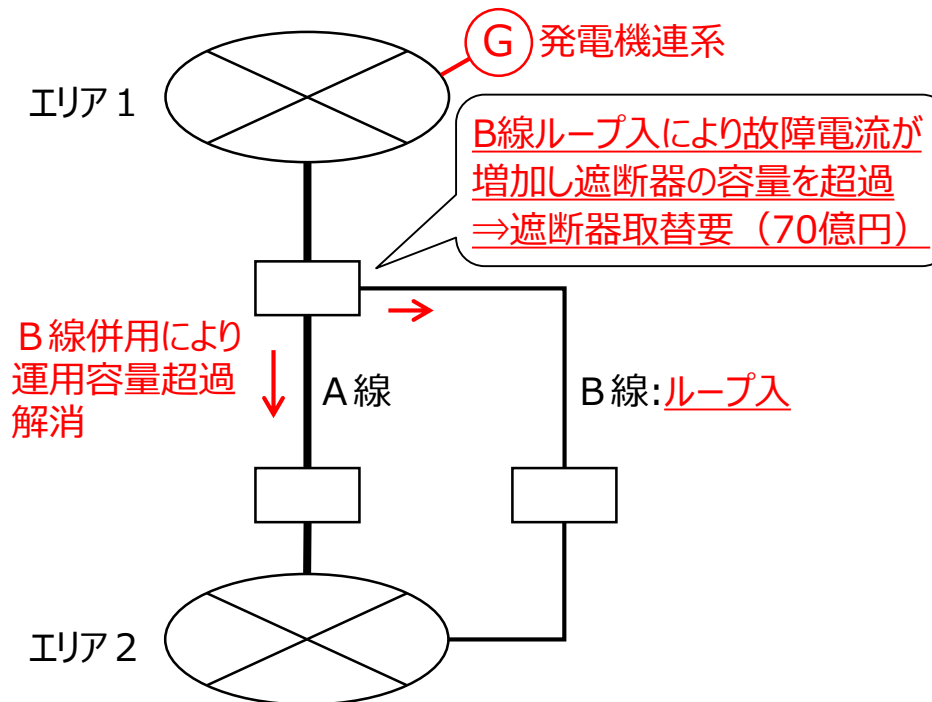 G 発電機連系
エリア１
B線ループ入により故障電流が
増加し遮断器の容量を超過
⇒遮断器取替要（70億円）
Ｂ線併用により
運用容量超過
解消
Ａ線
Ｂ線:ループ入
エリア２